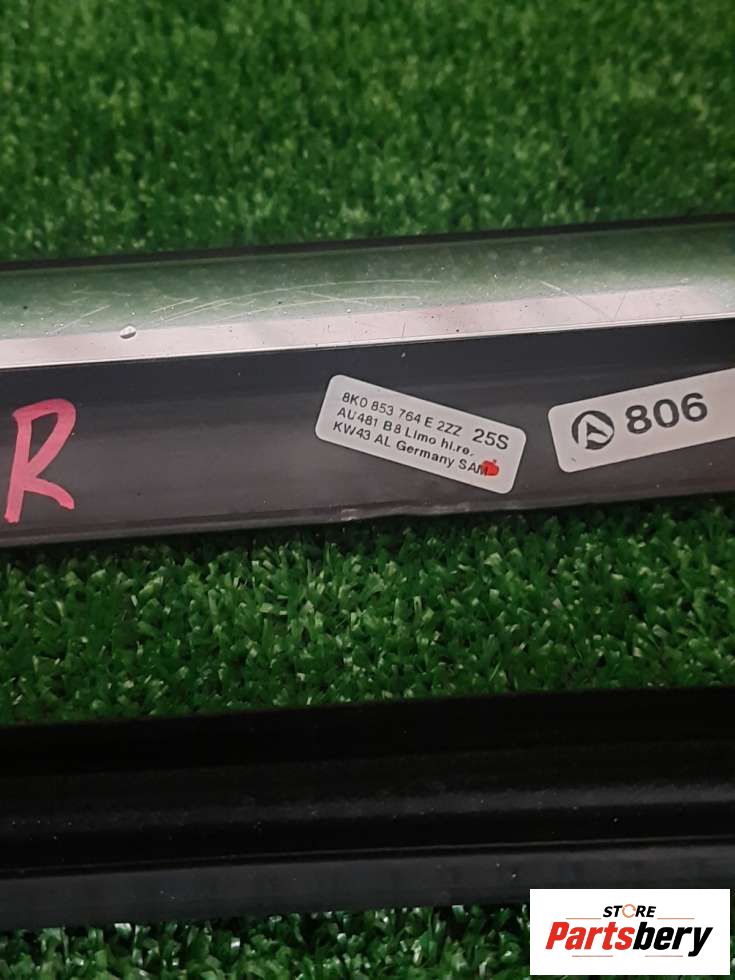 R
8K0 853 764 E 2ZZ 25S
AU481 B8 Limo hi.re.
KW43 AL Germany SAM
806
STORE
Partsbery